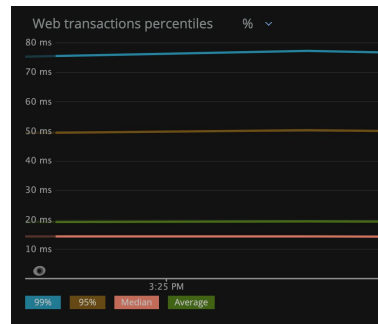 Web transactions percentiles %
80 ms
70 ms
60 ms
50 ms
40 ms
30 ms
20 ms
10 ms
3:25 PM
99% 95% Median Average